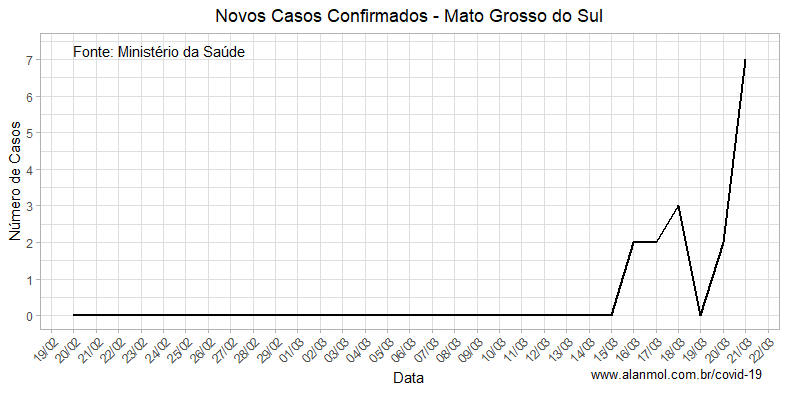 Novos Casos Confirmados - Mato Grosso do Sul
Fonte: Ministério da Saúde
Número de Casos
7
6
5
4
3
2
1
0
19/02 20/02 21/02 22/02 23/02 24/02 25/02 26/02 27/02 28/02 29/02 01/03 02/03 03/03 04/03 05/03 06/03 07/03 08/03 09/03 10/03 11/03 12/03 13/03 14/03 15/03 16/03 17/03 18/03 19/03 20/03 21/03 22/03
Data
www.alanmol.com.br/covid-19